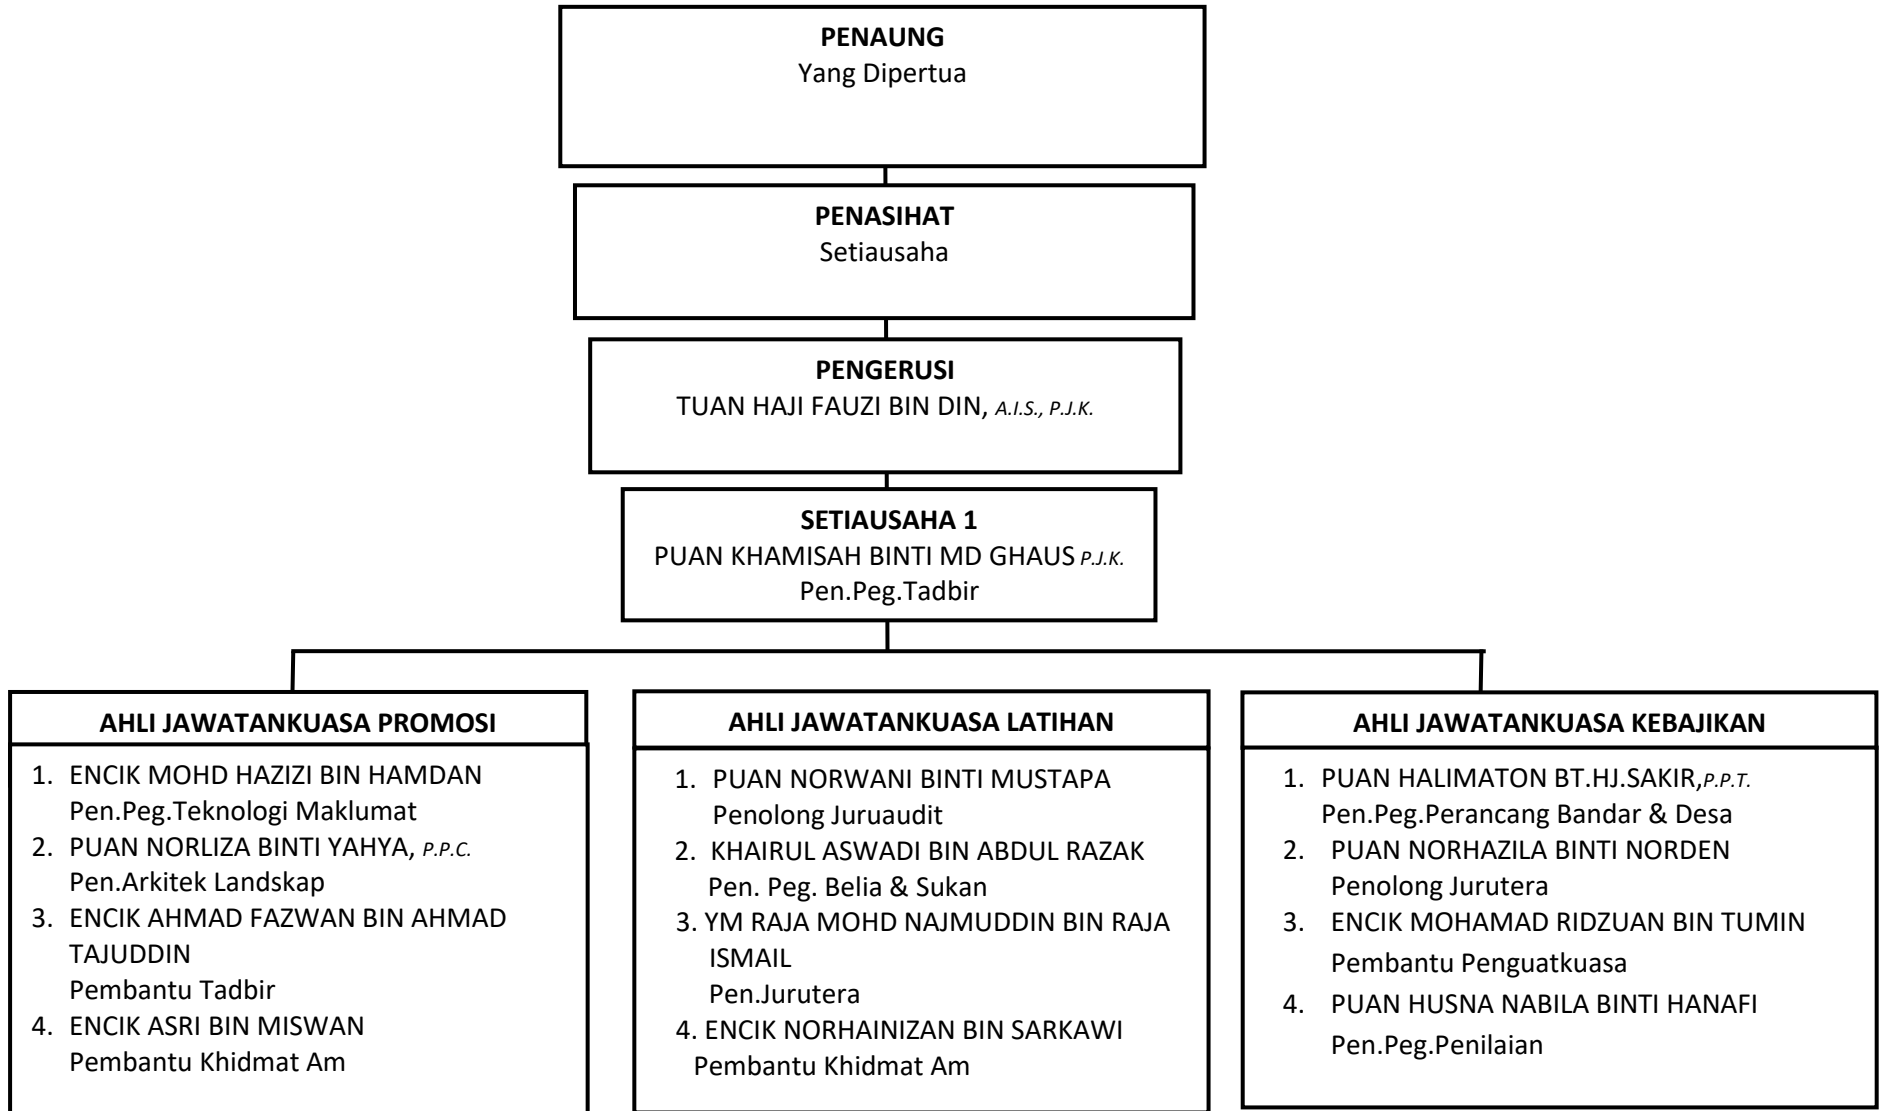 PENAUNG
Yang Dipertua
PENASIHAT
Setiausaha
PENGERUSI
TUAN HAJI FAUZI BIN DIN, A.I.S., P.J.K.
SETIAUSAHA 1
PUAN KHAMISAH BINTI MD GHAUS P.J.K.
Pen.Peg.Tadbir
AHLI JAWATANKUASA PROMOSI
1. ENCIK MOHD HAZIZI BIN HAMDAN
Pen.Peg.Teknologi Maklumat
2. PUAN NORLIZA BINTI YAHYA, P.P.C.
Pen.Arkitek Landskap
3. ENCIK AHMAD FAZWAN BIN AHMAD
TAJUDDIN
Pembantu Tadbir
4. ENCIK ASRI BIN MISWAN
Pembantu Khidmat Am
AHLI JAWATANKUASA LATIHAN
1. PUAN NORWANI BINTI MUSTAPA
Penolong Juruaudit
2. KHAIRUL ASWADI BIN ABDUL RAZAK
Pen. Peg. Belia & Sukan
3. YM RAJA MOHD NAJMUDDIN BIN RAJA
ISMAIL
Pen.Jurutera
4. ENCIK NORHAINIZAN BIN SARKAWI
Pembantu Khidmat Am
AHLI JAWATANKUASA KEBAJIKAN
1. PUAN HALIMATON BT.HJ.SAKIR,P.P.T.
Pen.Peg.Perancang Bandar & Desa
2. PUAN NORHAZILA BINTI NORDEN
Penolong Jurutera
3. ENCIK MOHAMAD RIDZUAN BIN TUMIN
Pembantu Penguatkuasa
4. PUAN HUSNA NABILA BINTI HANAFI
Pen.Peg.Penilaian